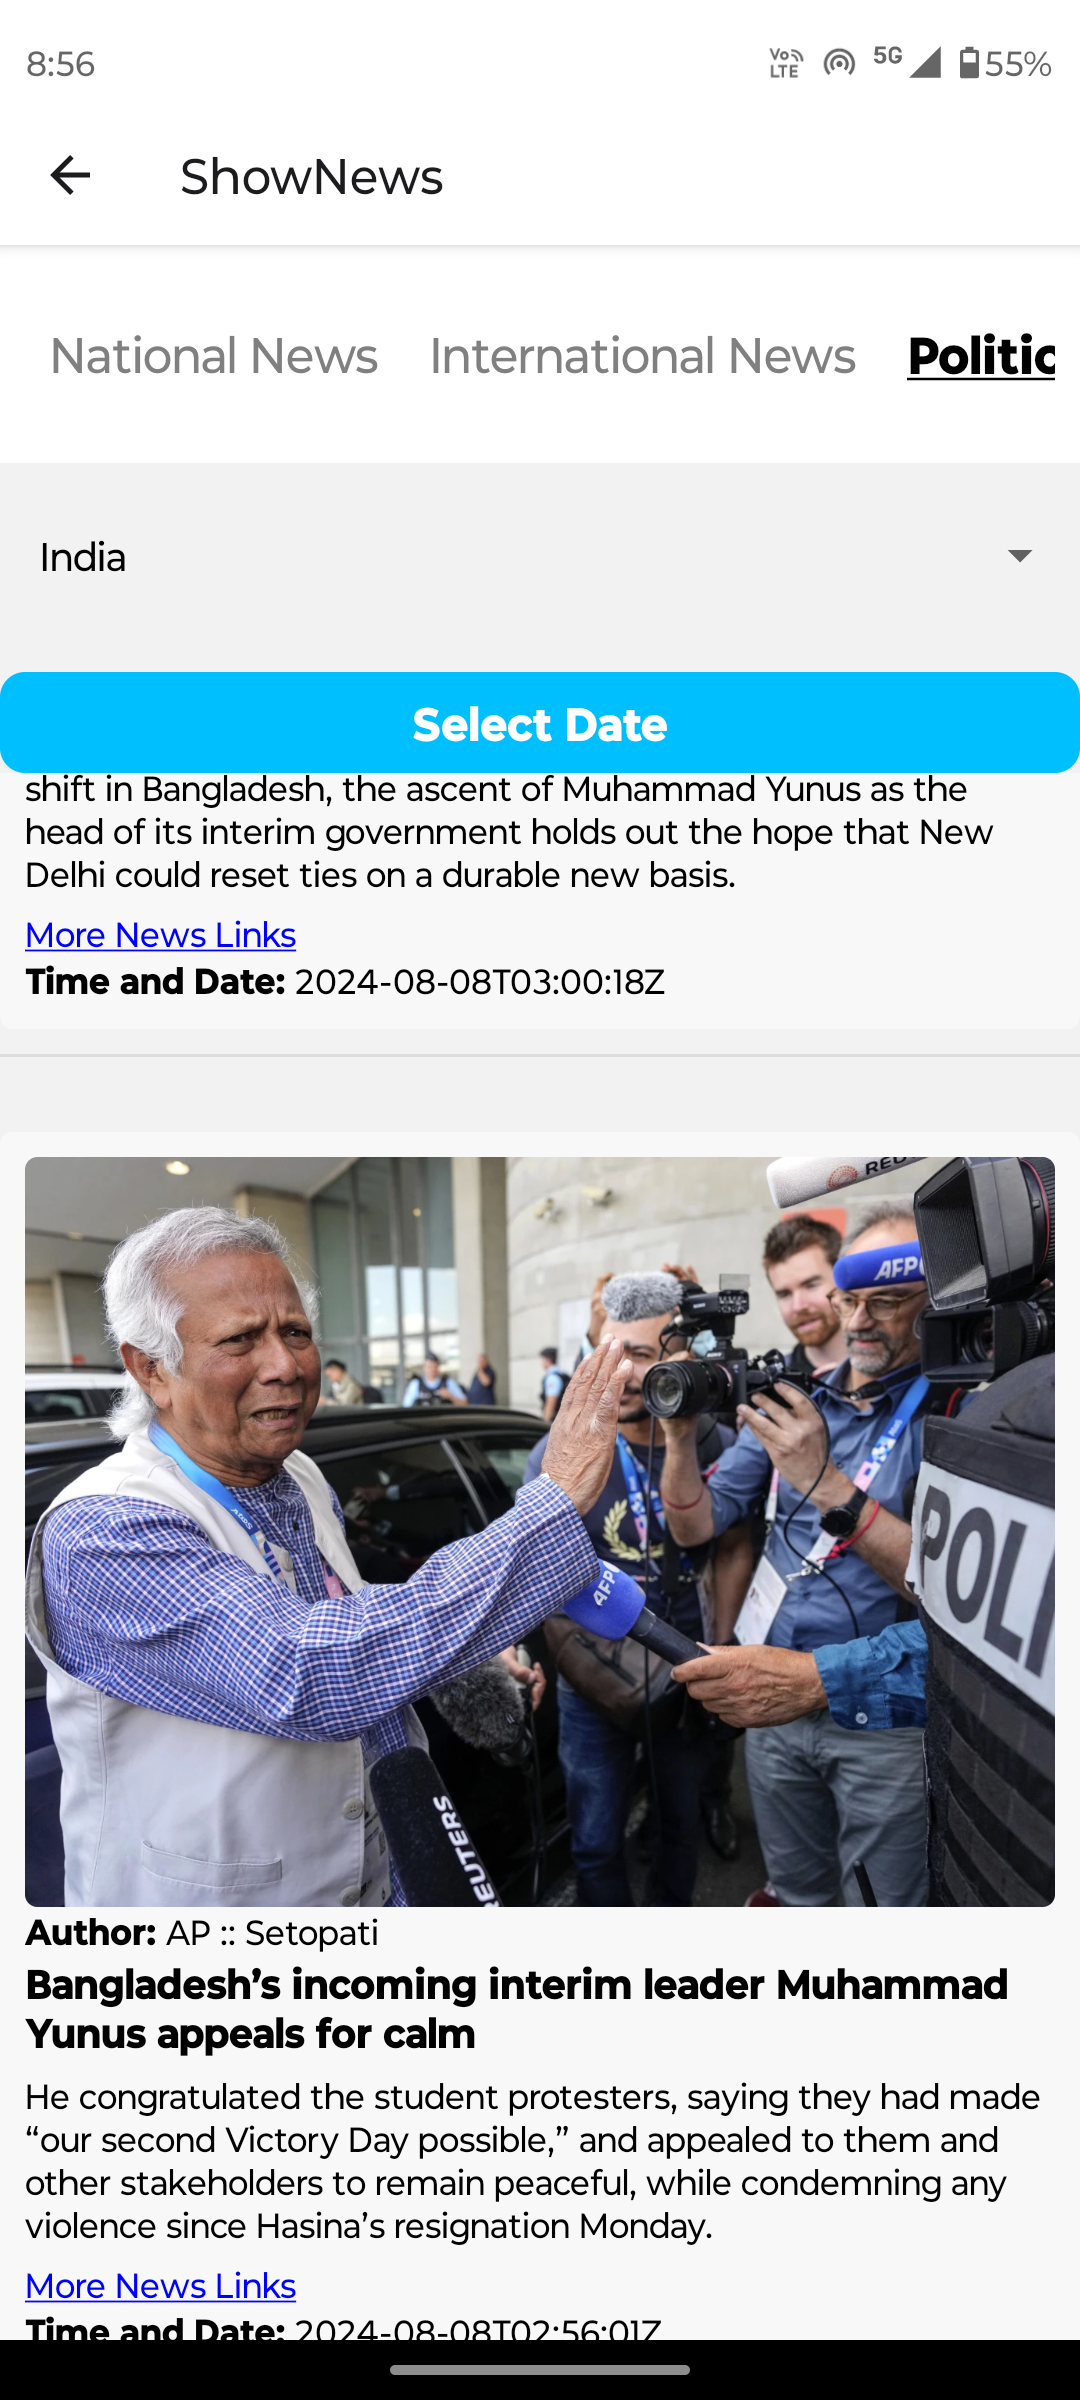 8:56
Vo LTE 5G 55%
ShowNews
National News International News Politic
India
Select Date
shift in Bangladesh, the ascent of Muhammad Yunus as the
head of its interim government holds out the hope that New
Delhi could reset ties on a durable new basis.
More News Links
Time and Date: 2024-08-08T03:00:18Z
REU
AFP
AFP
POLI
REUTERS
Author: AP :: Setopati
Bangladesh’s incoming interim leader Muhammad
Yunus appeals for calm
He congratulated the student protesters, saying they had made
“our second Victory Day possible,” and appealed to them and
other stakeholders to remain peaceful, while condemning any
violence since Hasina’s resignation Monday.
More News Links
Time and Date: 2024-08-08T02:56:01Z